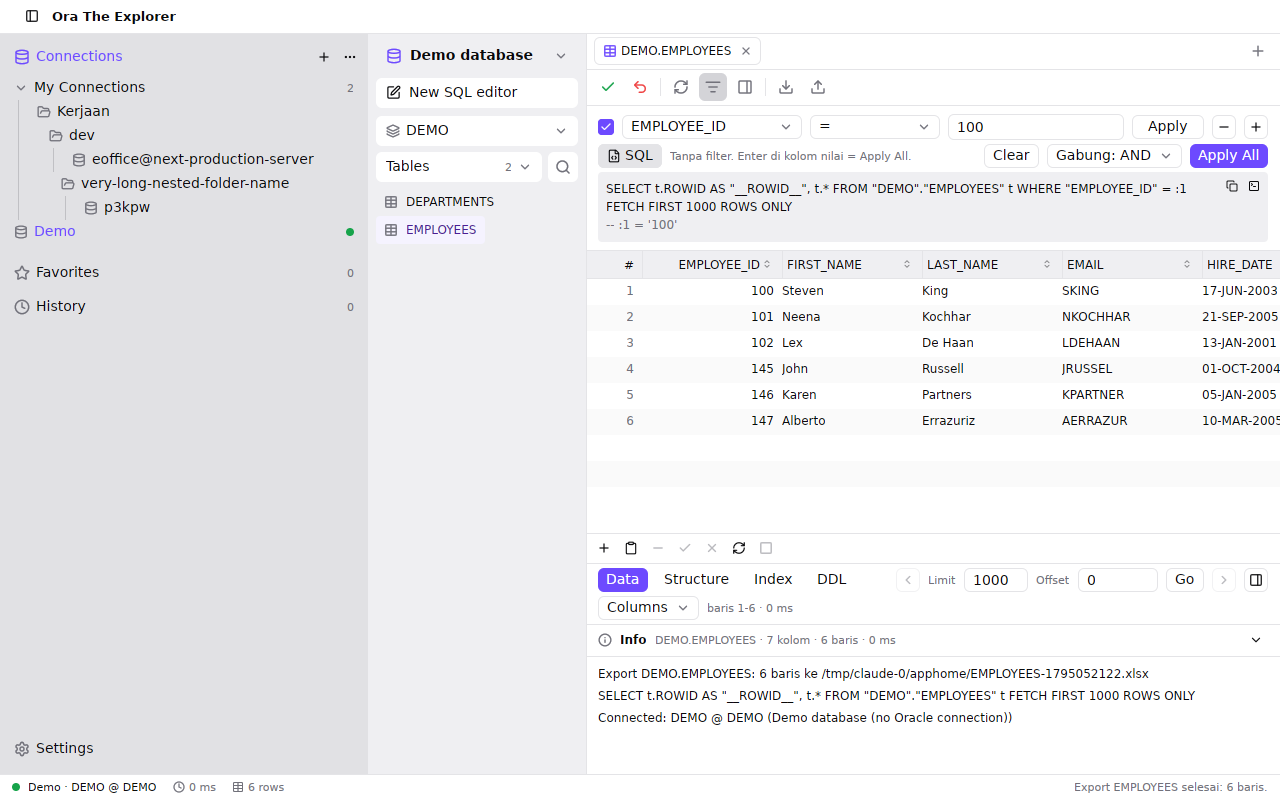 Ora The Explorer
Connections
My Connections 2
Kerjaan
dev
eoffice@next-production-server
very-long-nested-folder-name
p3kpw
Demo
Favorites 0
History 0
Settings
Demo database
New SQL editor
DEMO
Tables 2
DEPARTMENTS
EMPLOYEES
DEMO.EMPLOYEES
EMPLOYEE_ID = 100 Apply
SQL Tanpa filter. Enter di kolom nilai = Apply All. Clear Gabung: AND Apply All
SELECT t.ROWID AS "__ROWID__", t.* FROM "DEMO"."EMPLOYEES" t WHERE "EMPLOYEE_ID" = :1
FETCH FIRST 1000 ROWS ONLY
-- :1 = '100'
# EMPLOYEE_ID FIRST_NAME LAST_NAME EMAIL HIRE_DATE
1 100 Steven King SKING 17-JUN-2003
2 101 Neena Kochhar NKOCHHAR 21-SEP-2005
3 102 Lex De Haan LDEHAAN 13-JAN-2001
4 145 John Russell JRUSSEL 01-OCT-2004
5 146 Karen Partners KPARTNER 05-JAN-2005
6 147 Alberto Errazuriz AERRAZUR 10-MAR-2005
Data Structure Index DDL Limit 1000 Offset 0 Go
Columns baris 1-6 · 0 ms
Info DEMO.EMPLOYEES · 7 kolom · 6 baris · 0 ms
Export DEMO.EMPLOYEES: 6 baris ke /tmp/claude-0/apphome/EMPLOYEES-1795052122.xlsx
SELECT t.ROWID AS "__ROWID__", t.* FROM "DEMO"."EMPLOYEES" t FETCH FIRST 1000 ROWS ONLY
Connected: DEMO @ DEMO (Demo database (no Oracle connection))
Demo · DEMO @ DEMO 0 ms 6 rows Export EMPLOYEES selesai: 6 baris.